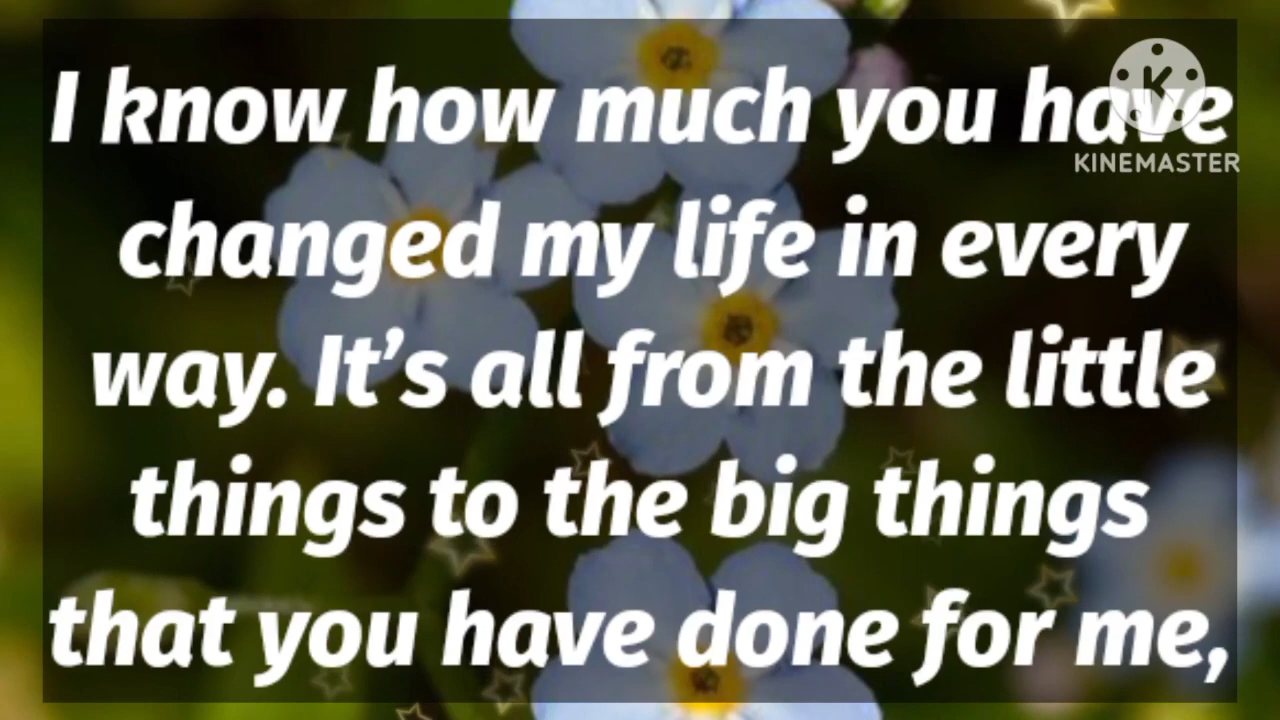 I know how much you have
KINEMASTER
changed my life in every
way. It’s all from the little
things to the big things
that you have done for me,